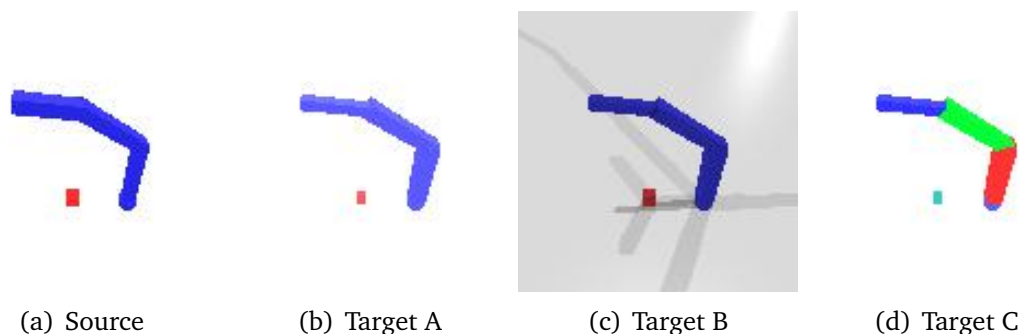 (a) Source
(b) Target A
(c) Target B
(d) Target C